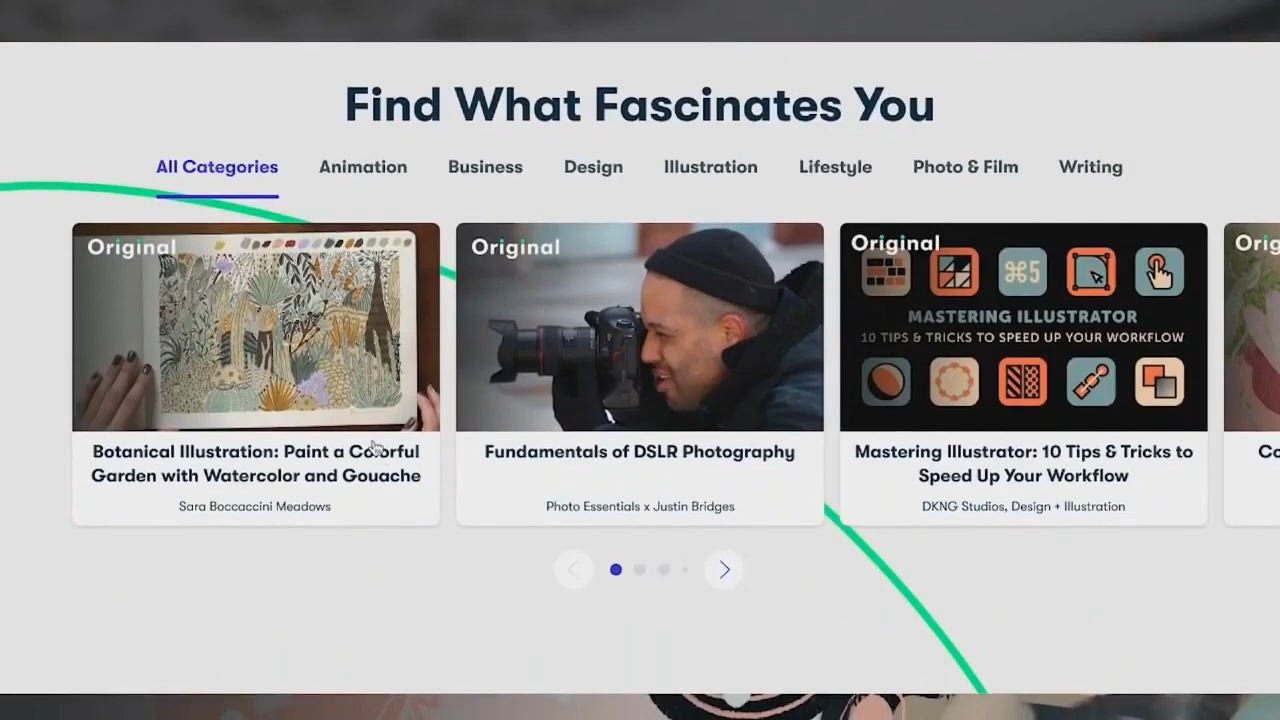 Find What Fascinates You
All Categories Animation Business Design Illustration Lifestyle Photo & Film Writing
Original
Botanical Illustration: Paint a Colorful
Garden with Watercolor and Gouache
Sara Boccaccini Meadows
Original
Fundamentals of DSLR Photography
Photo Essentials x Justin Bridges
Original
⌘5
MASTERING ILLUSTRATOR
10 TIPS & TRICKS TO SPEED UP YOUR WORKFLOW
Mastering Illustrator: 10 Tips & Tricks to
Speed Up Your Workflow
DKNG Studios, Design + Illustration
Orig
Co